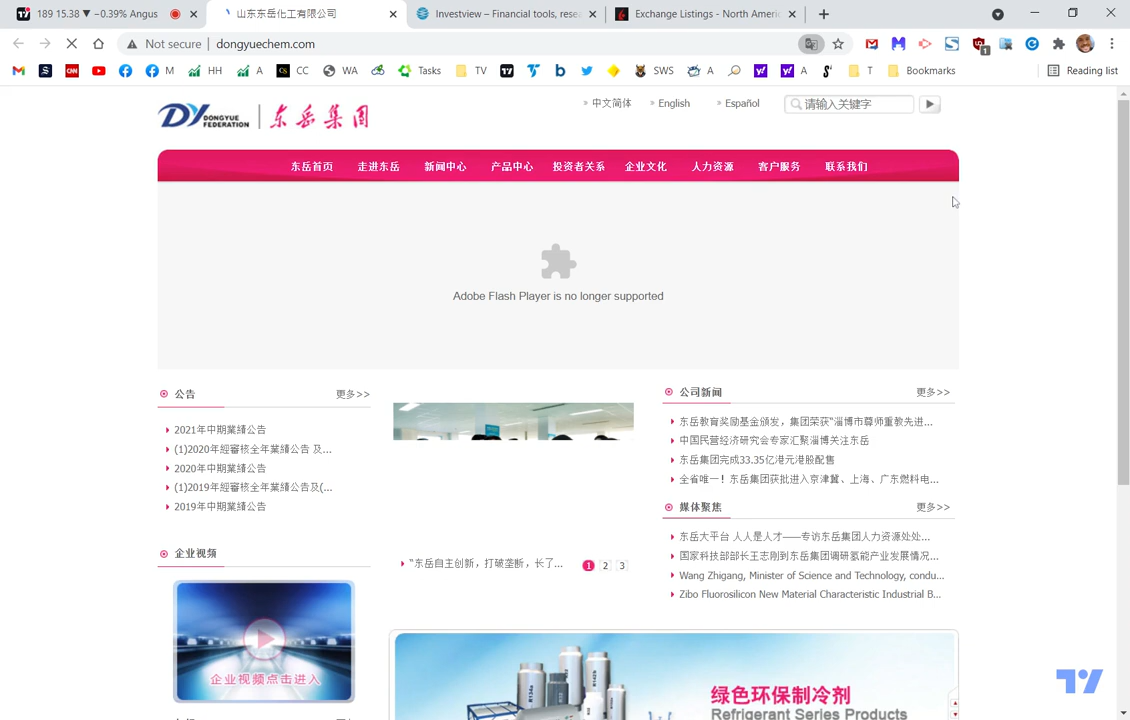 189 15.38 ▼ −0.39% Angus
山东东岳化工有限公司
Investview – Financial tools, resea
Exchange Listings - North Americ
Not secure | dongyuechem.com
M HH A CC WA Tasks TV SWS A A T Bookmarks Reading list
DY DONGYUE FEDERATION 东岳集团
» 中文简体 » English » Español 请输入关键字
东岳首页 走进东岳 新闻中心 产品中心 投资者关系 企业文化 人力资源 客户服务 联系我们
Adobe Flash Player is no longer supported
公告 更多>>
2021年中期業績公告
(1)2020年經審核全年業績公告 及...
2020年中期業績公告
(1)2019年經審核全年業績公告及(...
2019年中期業績公告
企业视频
企业视频点击进入
“东岳自主创新，打破垄断，长了... 1 2 3
公司新闻 更多>>
东岳教育奖励基金颁发，集团荣获“淄博市尊师重教先进...
中国民营经济研究会专家汇聚淄博关注东岳
东岳集团完成33.35亿港元港股配售
全省唯一！东岳集团获批进入京津冀、上海、广东燃料电...
媒体聚焦 更多>>
东岳大平台 人人是人才——专访东岳集团人力资源处处...
国家科技部部长王志刚到东岳集团调研氢能产业发展情况...
Wang Zhigang, Minister of Science and Technology, condu...
Zibo Fluorosilicon New Material Characteristic Industrial B...
绿色环保制冷剂
Refrigerant Series Products